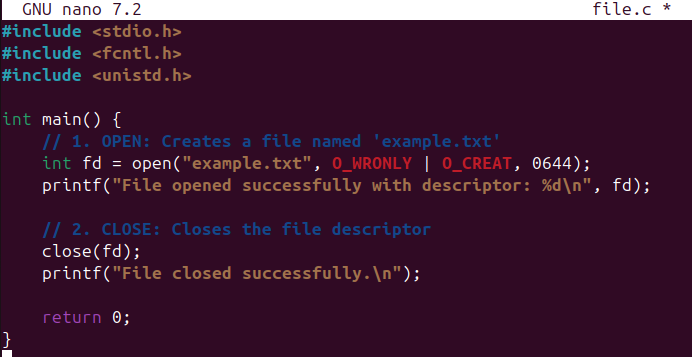 GNU nano 7.2 file.c *
#include <stdio.h>
#include <fcntl.h>
#include <unistd.h>

int main() {
    // 1. OPEN: Creates a file named 'example.txt'
    int fd = open("example.txt", O_WRONLY | O_CREAT, 0644);
    printf("File opened successfully with descriptor: %d\n", fd);

    // 2. CLOSE: Closes the file descriptor
    close(fd);
    printf("File closed successfully.\n");

    return 0;
}